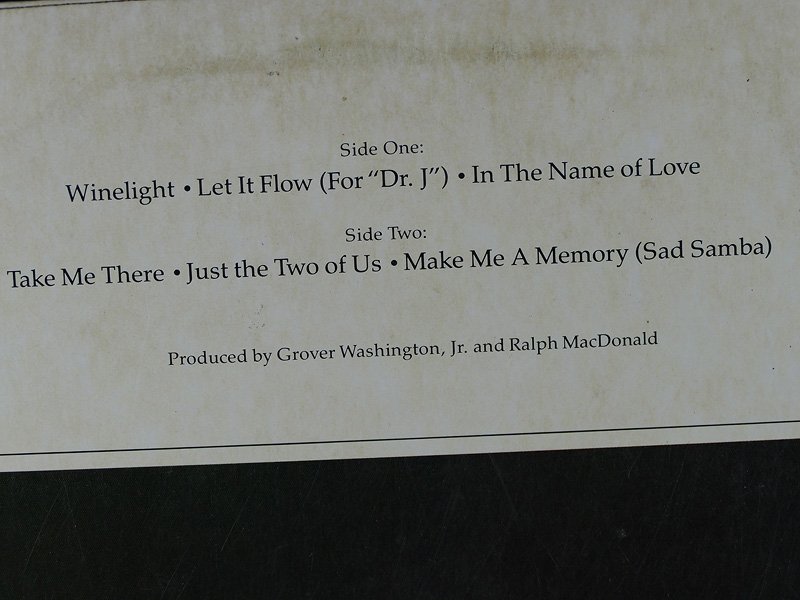 Side One:
Winelight • Let It Flow (For “Dr. J”) • In The Name of Love
Side Two:
Take Me There • Just the Two of Us • Make Me A Memory (Sad Samba)
Produced by Grover Washington, Jr. and Ralph MacDonald